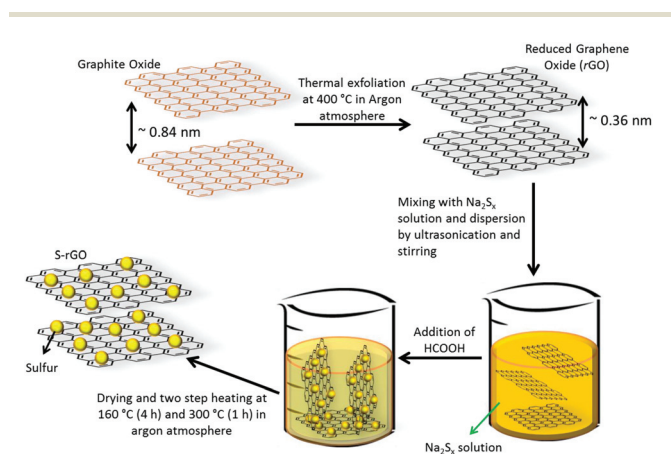 Graphite Oxide
~ 0.84 nm
Thermal exfoliation
at 400 °C in Argon
atmosphere
Reduced Graphene
Oxide (rGO)
~ 0.36 nm
Mixing with Na₂Sₓ
solution and dispersion
by ultrasonication and
stirring
Na₂Sₓ solution
Addition of
HCOOH
Drying and two step heating at
160 °C (4 h) and 300 °C (1 h) in
argon atmosphere
S-rGO
Sulfur